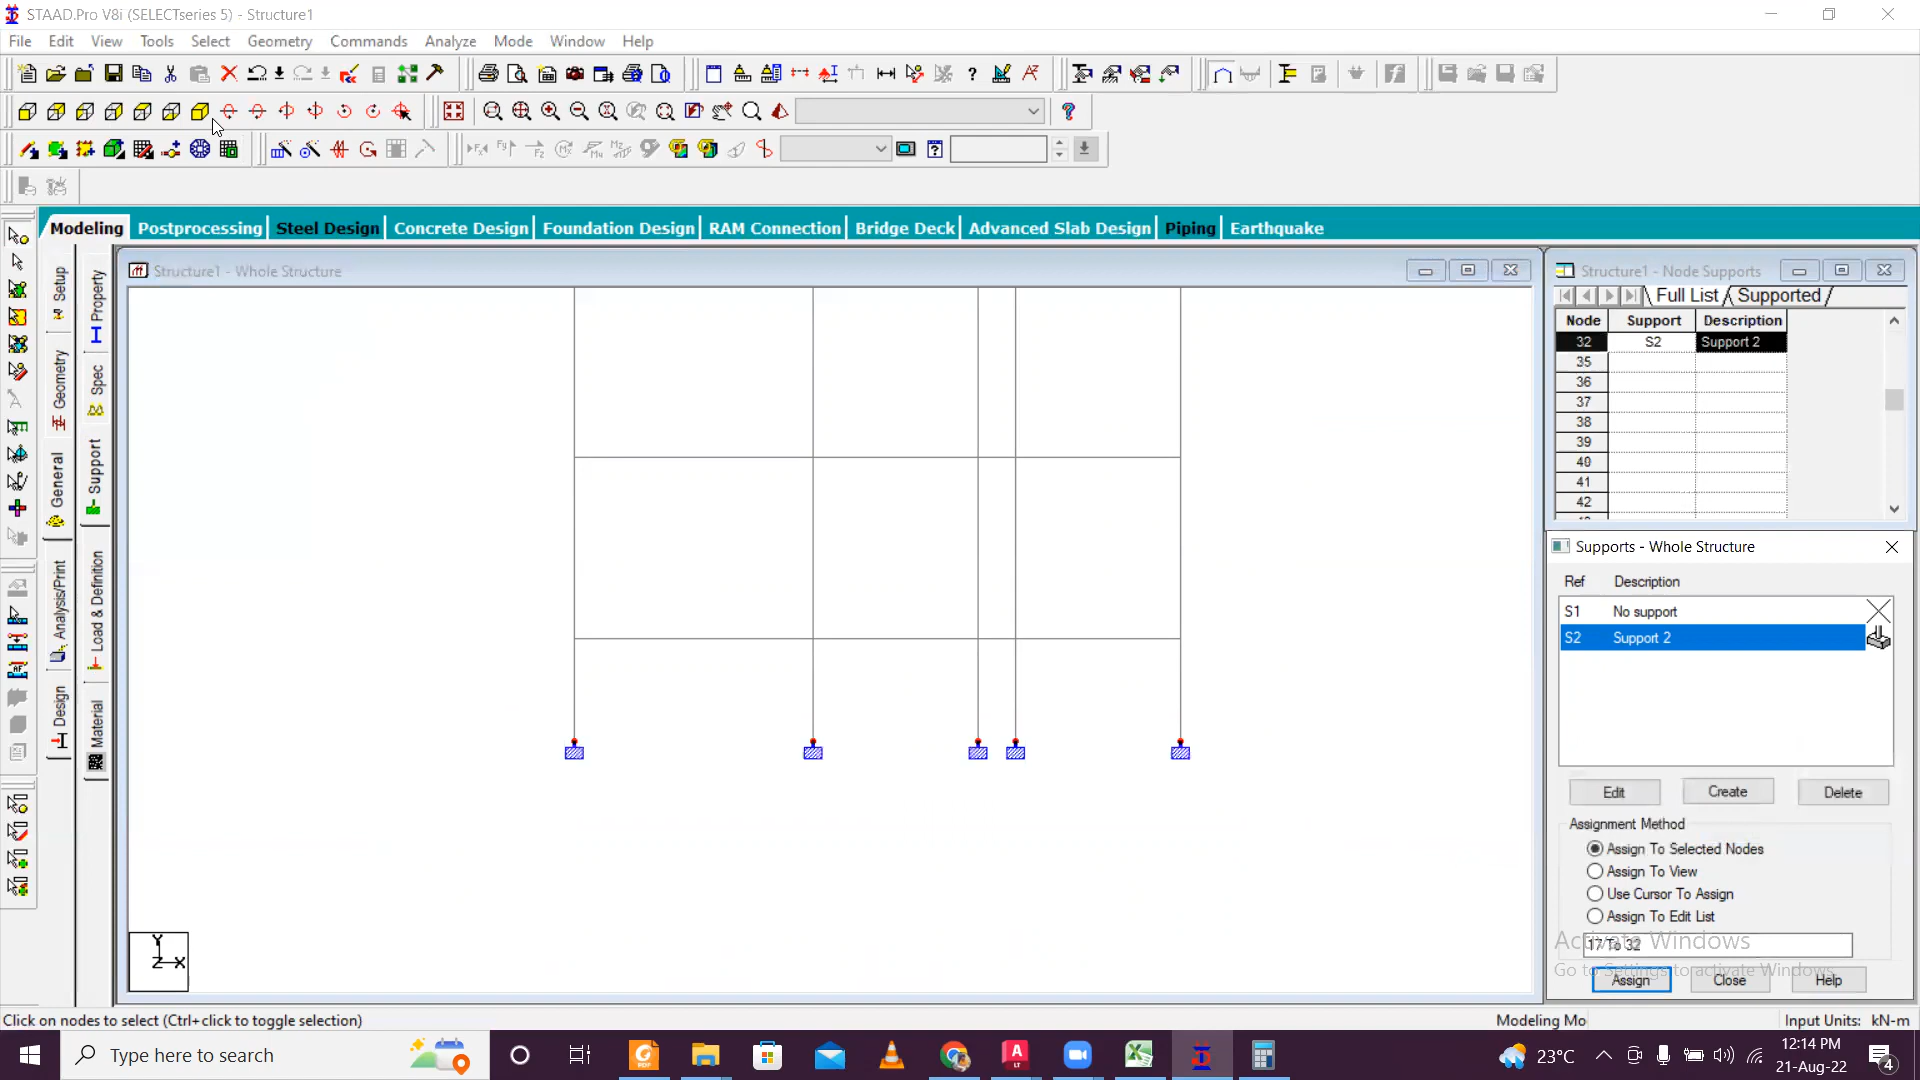 STAAD.Pro V8i (SELECTseries 5) - Structure1
File Edit View Tools Select Geometry Commands Analyze Mode Window Help
Modeling Postprocessing Steel Design Concrete Design Foundation Design RAM Connection Bridge Deck Advanced Slab Design Piping Earthquake
Setup
Geometry
General
Analysis/Print
Design
Property
Spec
Support
Load & Definition
Material
Structure1 - Whole Structure
Y
Z X
Structure1 - Node Supports
Full List Supported
Node Support Description
32 S2 Support 2
35
36
37
38
39
40
41
42
Supports - Whole Structure
Ref Description
S1 No support
S2 Support 2
Edit Create Delete
Assignment Method
Assign To Selected Nodes
Assign To View
Use Cursor To Assign
Assign To Edit List
17 To 32
Activate Windows
Go to Settings to activate Windows.
Assign Close Help
Click on nodes to select (Ctrl+click to toggle selection)
Modeling Mo
Input Units: kN-m
Type here to search
23°C
12:14 PM
21-Aug-22
4